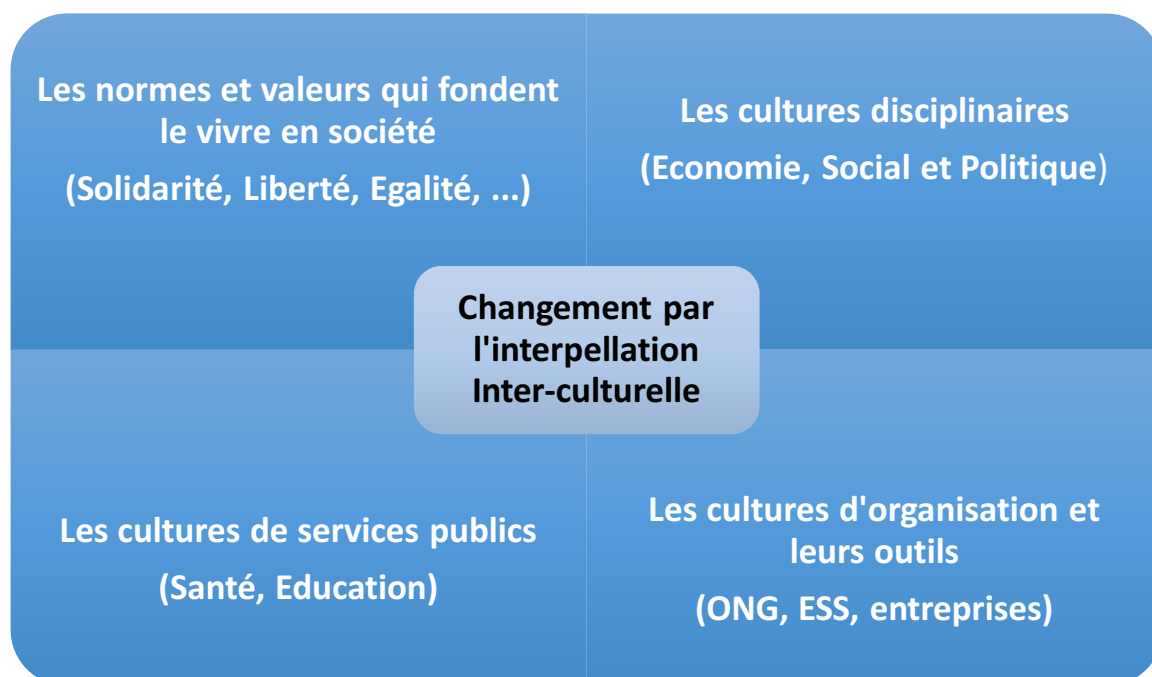 Les normes et valeurs qui fondent
le vivre en société
(Solidarité, Liberté, Egalité, ...)
Les cultures disciplinaires
(Economie, Social et Politique)
Changement par
l'interpellation
Inter-culturelle
Les cultures de services publics
(Santé, Education)
Les cultures d'organisation et
leurs outils
(ONG, ESS, entreprises)